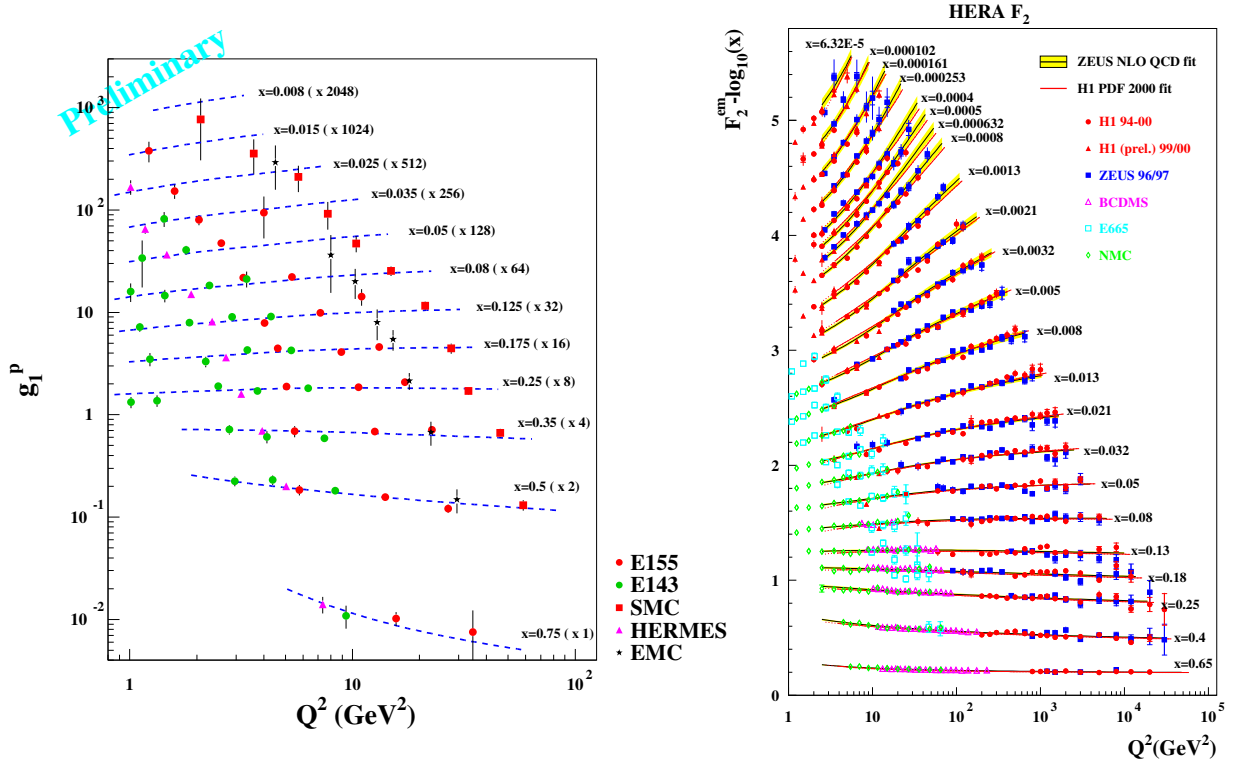 Preliminary
g₁ᵖ
10³
10²
10
1
10⁻¹
10⁻²
x=0.008 ( x 2048)
x=0.015 ( x 1024)
x=0.025 ( x 512)
x=0.035 ( x 256)
x=0.05 ( x 128)
x=0.08 ( x 64)
x=0.125 ( x 32)
x=0.175 ( x 16)
x=0.25 ( x 8)
x=0.35 ( x 4)
x=0.5 ( x 2)
x=0.75 ( x 1)
1
10
10²
Q² (GeV²)
E155
E143
SMC
HERMES
EMC
HERA F₂
F₂ᵉᵐ-log₁₀(x)
5
4
3
2
1
0
x=6.32E-5
x=0.000102
x=0.000161
x=0.000253
x=0.0004
x=0.0005
x=0.000632
x=0.0008
x=0.0013
x=0.0021
x=0.0032
x=0.005
x=0.008
x=0.013
x=0.021
x=0.032
x=0.05
x=0.08
x=0.13
x=0.18
x=0.25
x=0.4
x=0.65
ZEUS NLO QCD fit
H1 PDF 2000 fit
H1 94-00
H1 (prel.) 99/00
ZEUS 96/97
BCDMS
E665
NMC
1
10
10²
10³
10⁴
10⁵
Q²(GeV²)